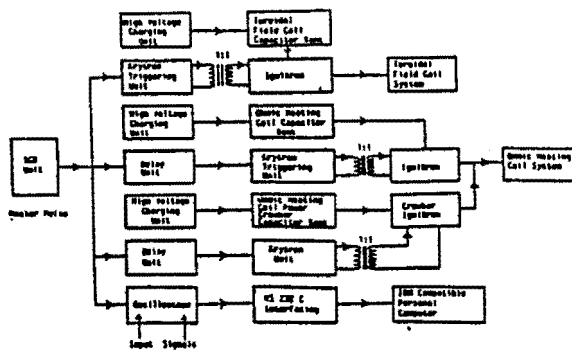 High Voltage
Charging
Unit
Toroidal
Field Coil
Capacitor Bank
1:1
Krytron
Triggering
Unit
Ignitron
Toroidal
Field Coil
System
High Voltage
Charging
Unit
Ohmic Heating
Coil Capacitor
Bank
1:1
SCR
Unit
Delay
Unit
Krytron
Triggering
Unit
Ignitron
Ohmic Heating
Coil System
Master Pulse
High Voltage
Charging
Unit
Ohmic Heating
Coil Power
Crowbar
Capacitor Bank
Crowbar
Ignitron
1:1
Delay
Unit
Krytron
Unit
Oscilloscope
RS 232 C
Interfacing
IBM Compatible
Personal
Computer
Input Signals